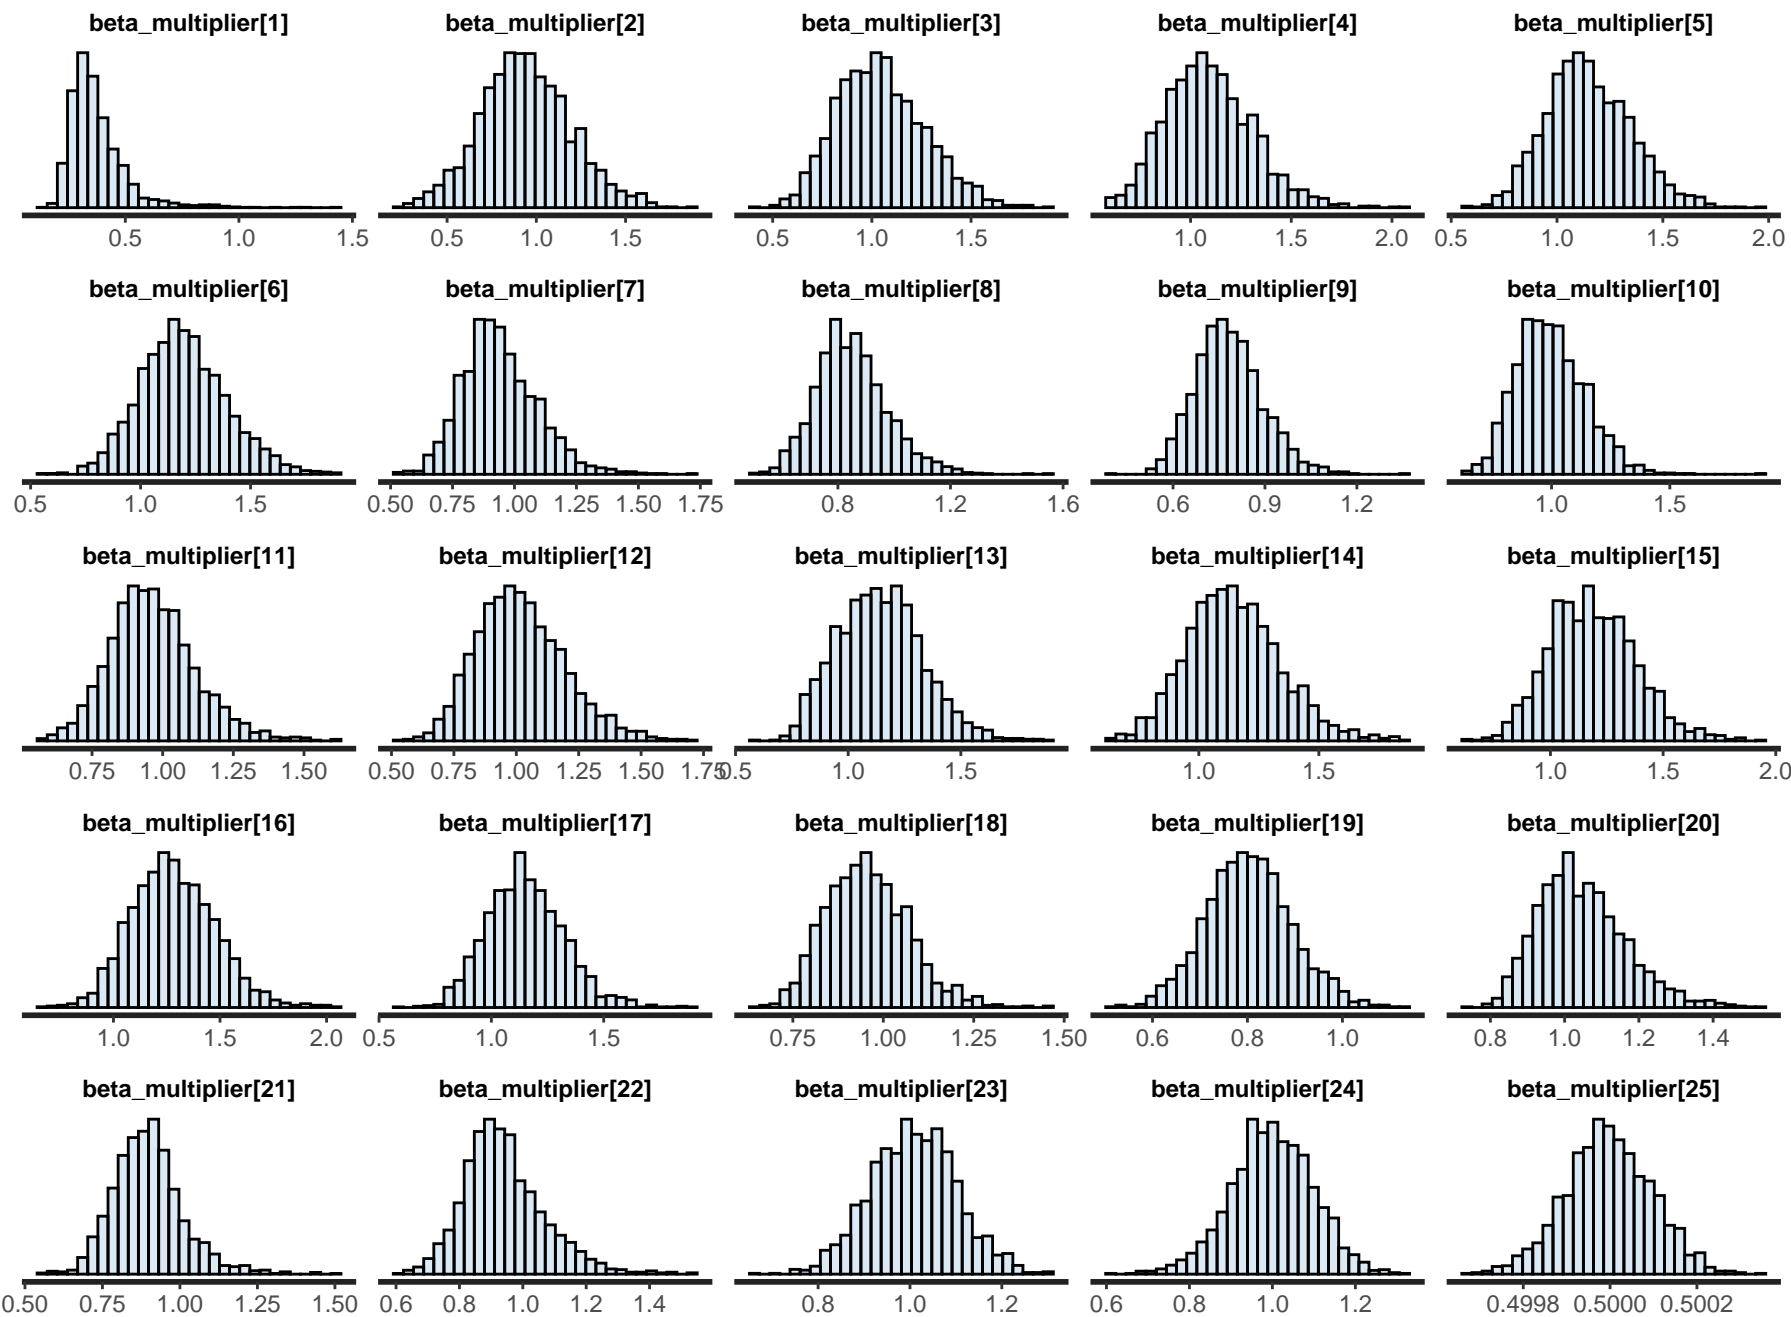 beta_multiplier[1] beta_multiplier[2] beta_multiplier[3] beta_multiplier[4] beta_multiplier[5]
0.5 1.0 1.5 0.5 1.0 1.5 0.5 1.0 1.5 1.0 1.5 2.0 0.5 1.0 1.5 2.0
beta_multiplier[6] beta_multiplier[7] beta_multiplier[8] beta_multiplier[9] beta_multiplier[10]
0.5 1.0 1.5 0.50 0.75 1.00 1.25 1.50 1.75 0.8 1.2 1.6 0.6 0.9 1.2 1.0 1.5
beta_multiplier[11] beta_multiplier[12] beta_multiplier[13] beta_multiplier[14] beta_multiplier[15]
0.75 1.00 1.25 1.50 0.50 0.75 1.00 1.25 1.50 1.75 0.5 1.0 1.5 1.0 1.5 1.0 1.5 2.0
beta_multiplier[16] beta_multiplier[17] beta_multiplier[18] beta_multiplier[19] beta_multiplier[20]
1.0 1.5 2.0 0.5 1.0 1.5 0.75 1.00 1.25 1.50 0.6 0.8 1.0 0.8 1.0 1.2 1.4
beta_multiplier[21] beta_multiplier[22] beta_multiplier[23] beta_multiplier[24] beta_multiplier[25]
0.50 0.75 1.00 1.25 1.50 0.6 0.8 1.0 1.2 1.4 0.8 1.0 1.2 0.6 0.8 1.0 1.2 0.4998 0.5000 0.5002